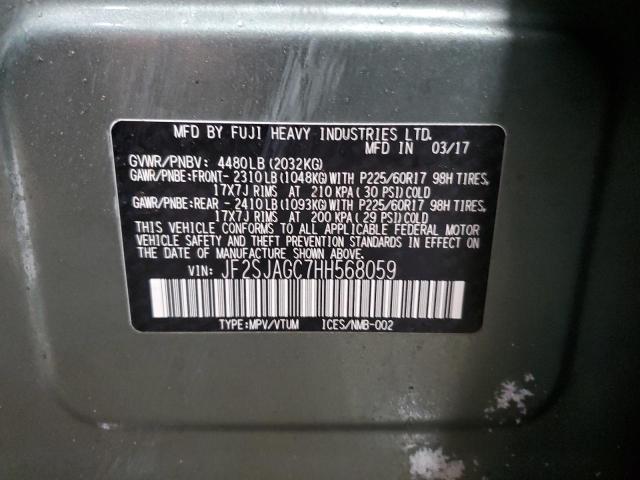 MFD BY FUJI HEAVY INDUSTRIES LTD.
MFD IN 03/17
GVWR/PNBV: 4480LB(2032KG)
GAWR/PNBE:FRONT- 2310LB(1048KG)WITH P225/60R17 98H TIRES,
17X7J RIMS AT 210 KPA(30 PSI)COLD
GAWR/PNBE:REAR - 2410LB(1093KG)WITH P225/60R17 98H TIRES,
17X7J RIMS AT 200 KPA(29 PSI)COLD
THIS VEHICLE CONFORMS TO ALL APPLICABLE FEDERAL MOTOR
VEHICLE SAFETY AND THEFT PREVENTION STANDARDS IN EFFECT
ON THE DATE OF MANUFACTURE SHOWN ABOVE.
VIN: JF2SJAGC7HH568059
TYPE:MPV/VTUM ICES/NMB-002